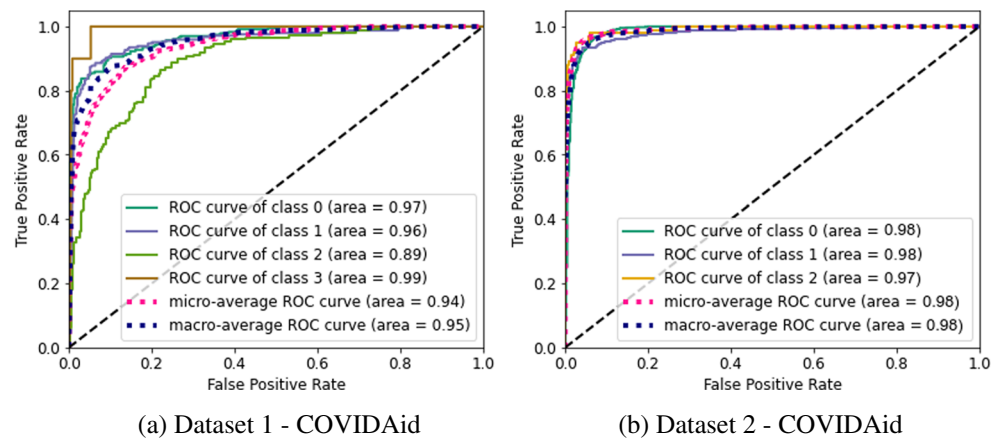 1.0
0.8
0.6
0.4
0.2
0.0
True Positive Rate
ROC curve of class 0 (area = 0.97)
ROC curve of class 1 (area = 0.96)
ROC curve of class 2 (area = 0.89)
ROC curve of class 3 (area = 0.99)
micro-average ROC curve (area = 0.94)
macro-average ROC curve (area = 0.95)
0.0 0.2 0.4 0.6 0.8 1.0
False Positive Rate
(a) Dataset 1 - COVIDAid
1.0
0.8
0.6
0.4
0.2
0.0
True Positive Rate
ROC curve of class 0 (area = 0.98)
ROC curve of class 1 (area = 0.98)
ROC curve of class 2 (area = 0.97)
micro-average ROC curve (area = 0.98)
macro-average ROC curve (area = 0.98)
0.0 0.2 0.4 0.6 0.8 1.0
False Positive Rate
(b) Dataset 2 - COVIDAid